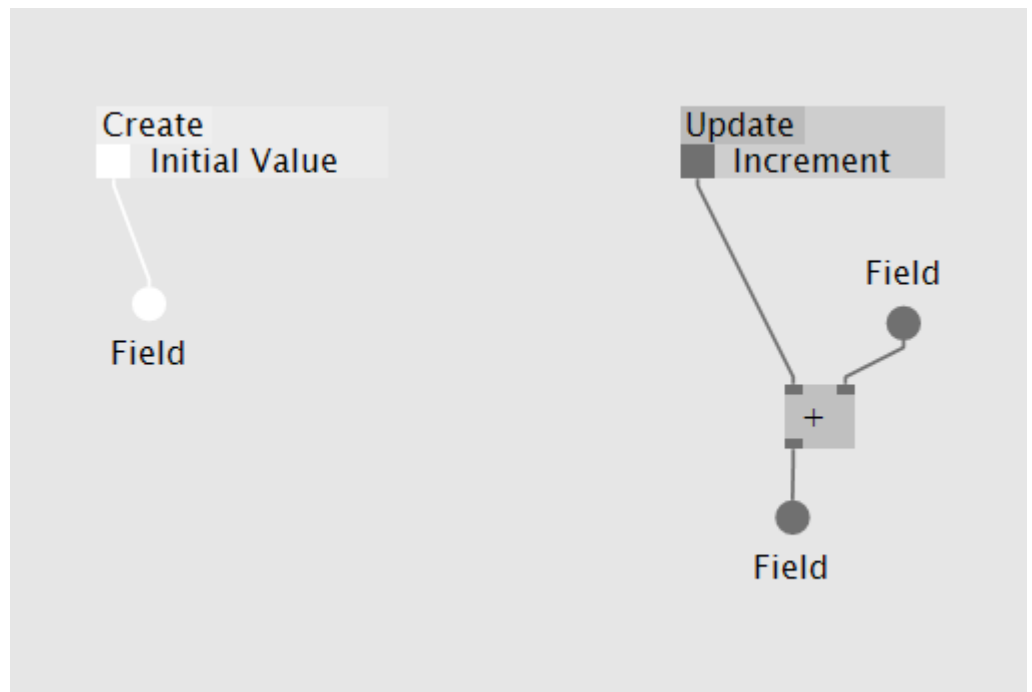 Create
Initial Value
Field
Update
Increment
Field
+
Field